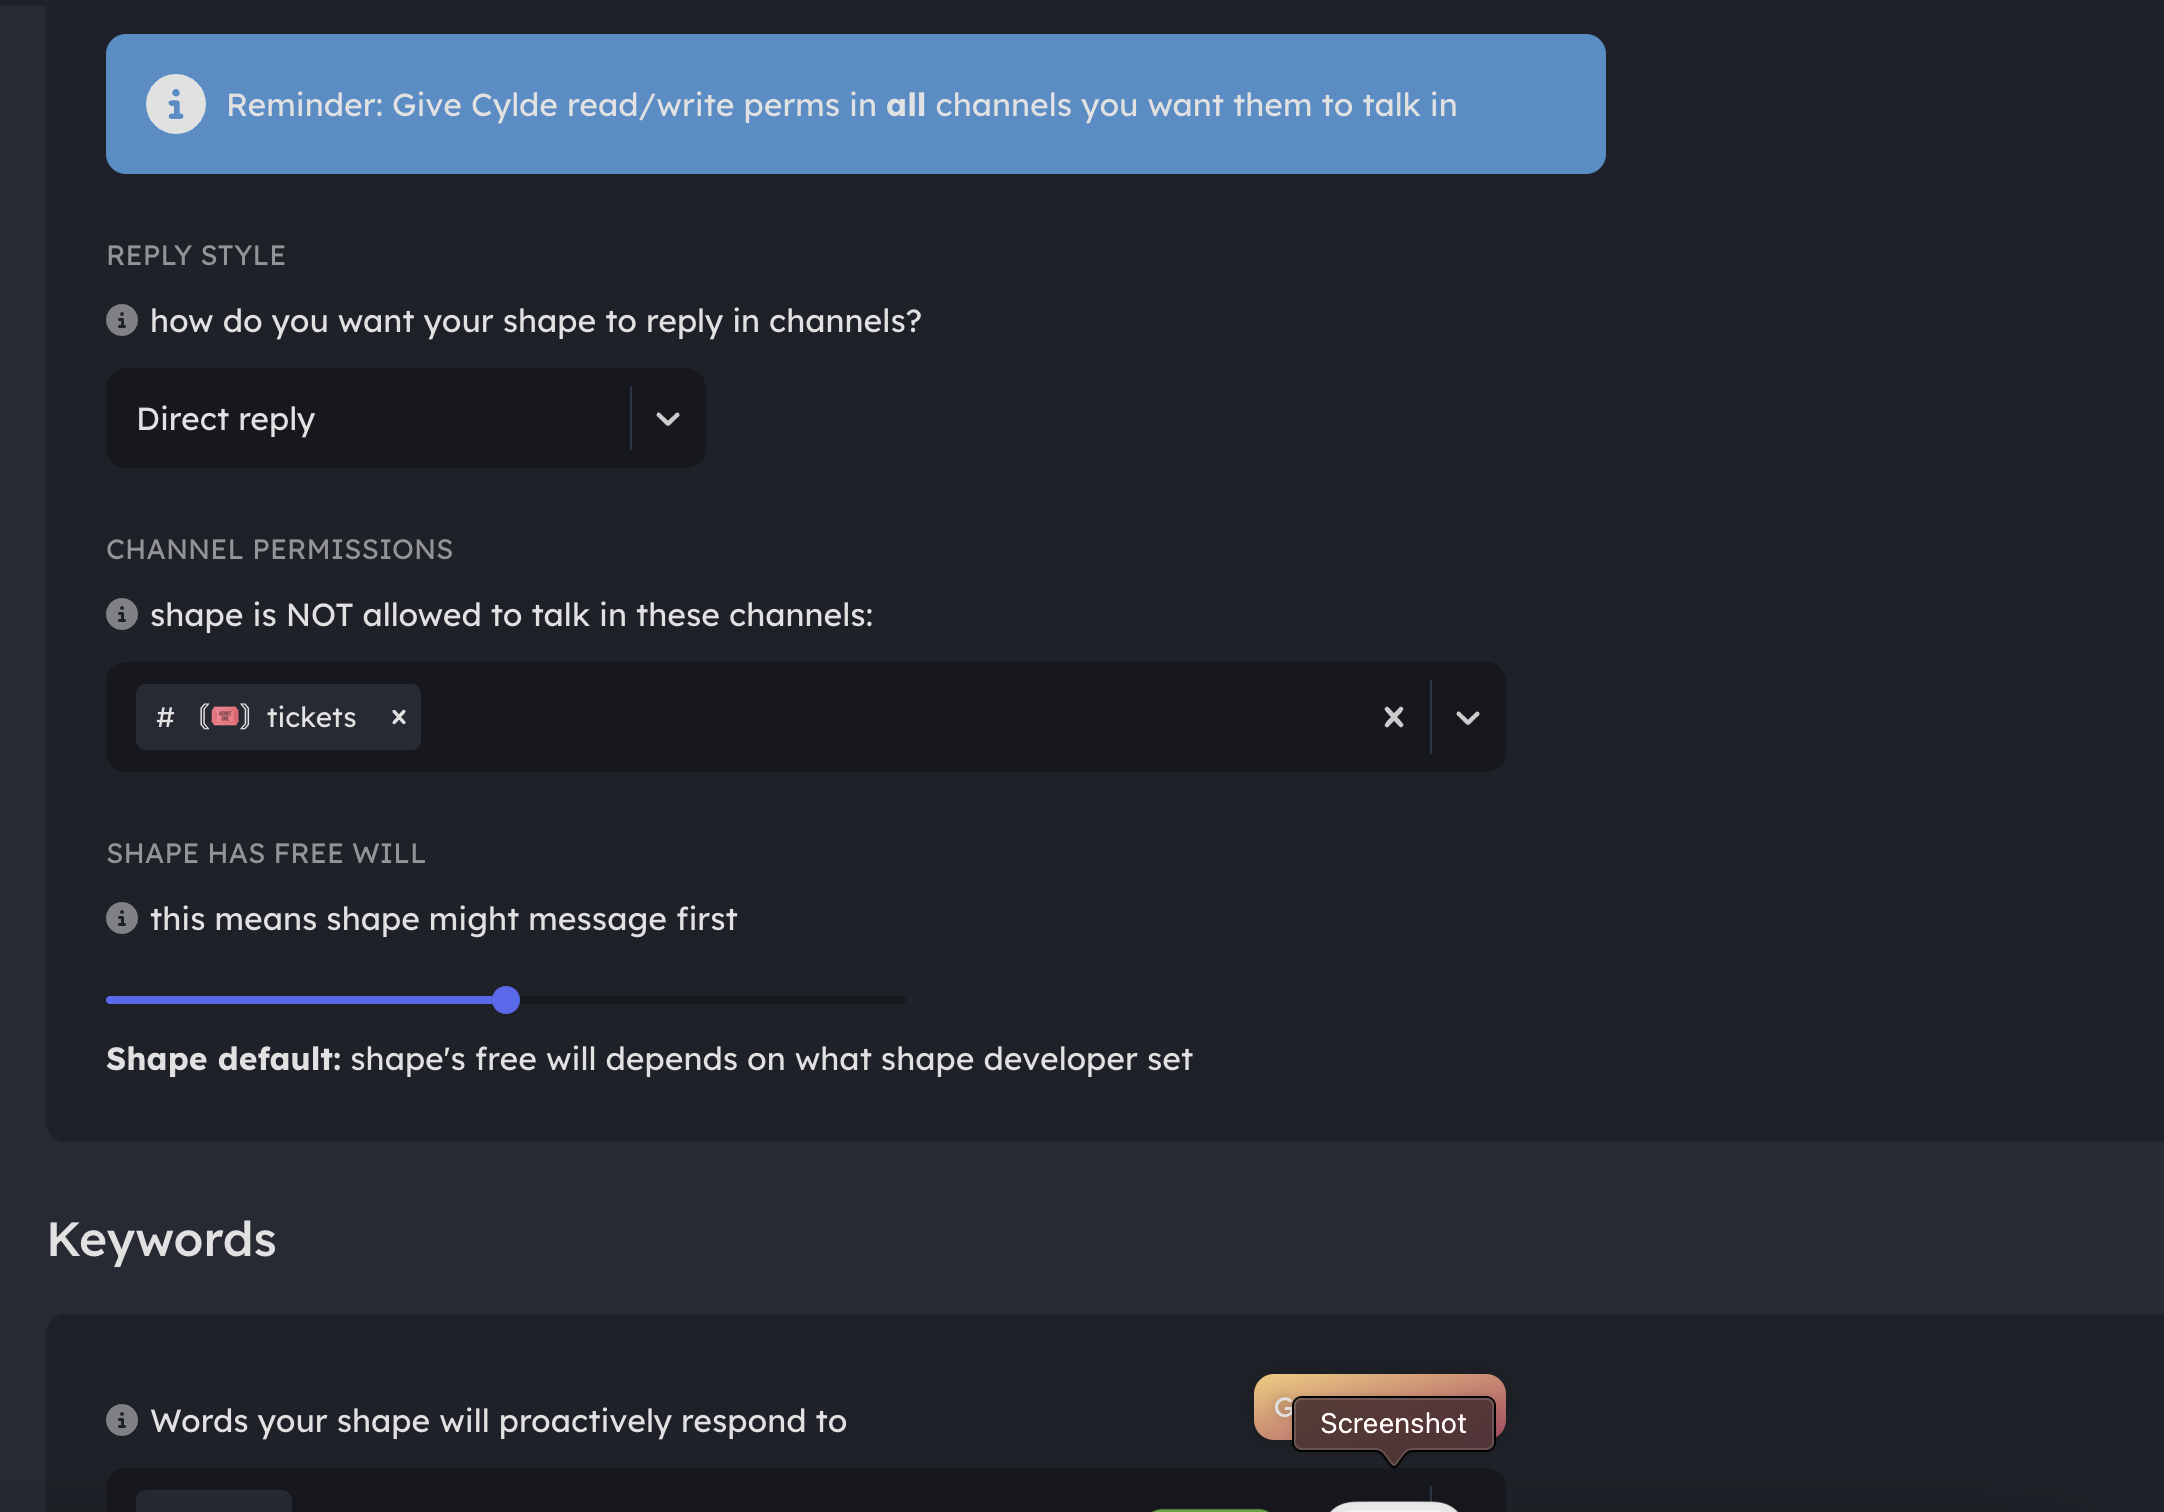 Reminder: Give Cylde read/write perms in all channels you want them to talk in
REPLY STYLE
how do you want your shape to reply in channels?
Direct reply
CHANNEL PERMISSIONS
shape is NOT allowed to talk in these channels:
# 〘🎟️〙 tickets
SHAPE HAS FREE WILL
this means shape might message first
Shape default: shape's free will depends on what shape developer set
Keywords
Words your shape will proactively respond to
Screenshot